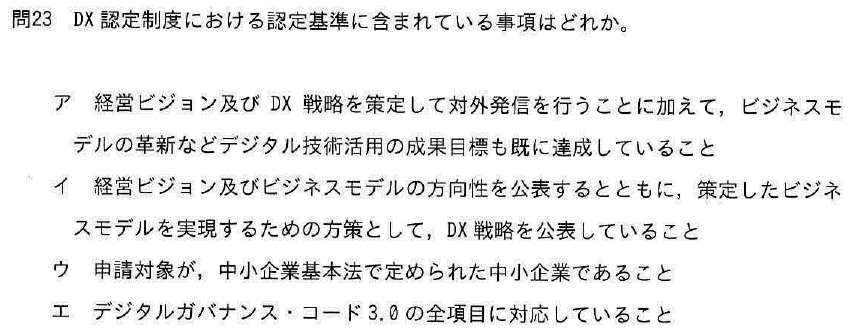 問23 DX認定制度における認定基準に含まれている事項はどれか。
ア 経営ビジョン及び DX 戦略を策定して対外発信を行うことに加えて，ビジネスモ
デルの革新などデジタル技術活用の成果目標も既に達成していること
イ 経営ビジョン及びビジネスモデルの方向性を公表するとともに，策定したビジネ
スモデルを実現するための方策として，DX戦略を公表していること
ウ 申請対象が，中小企業基本法で定められた中小企業であること
エ デジタルガバナンス・コード3.0の全項目に対応していること